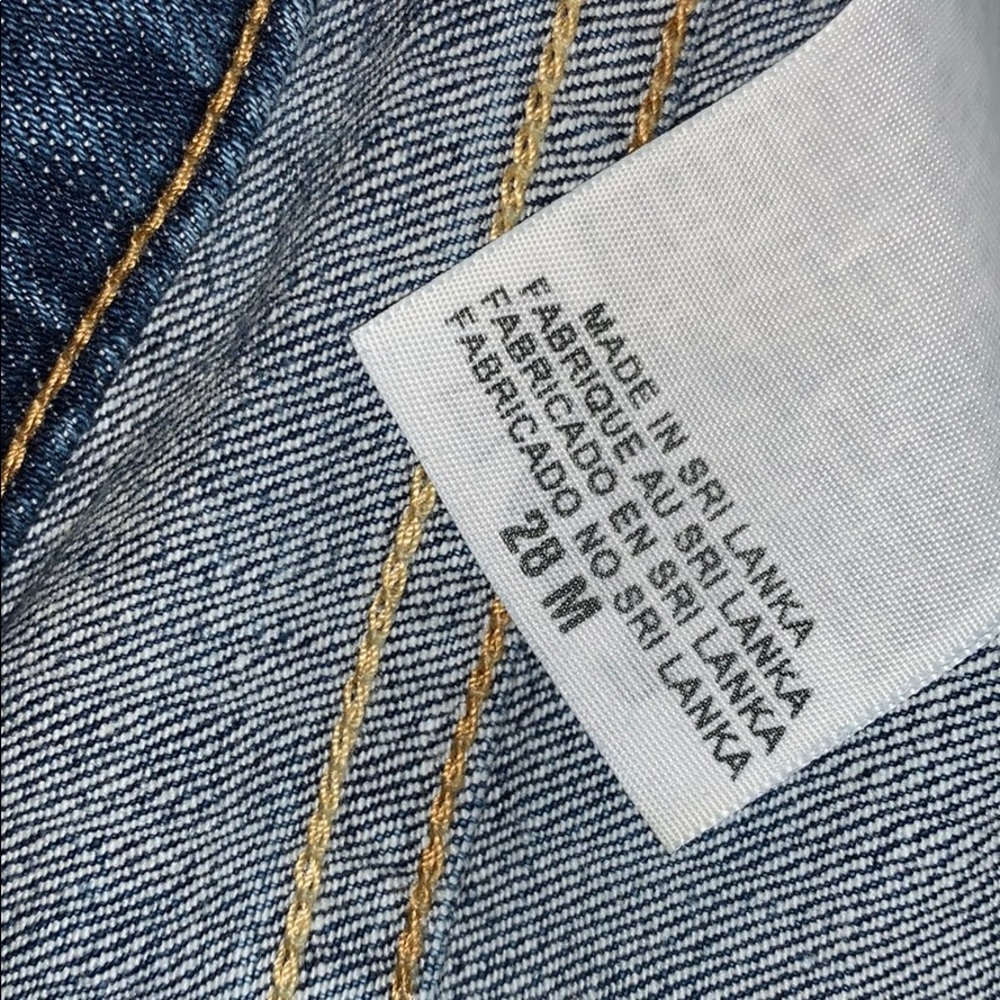 MADE IN SRI LANKA
FABRIQUE AU SRI LANKA
FABRICADO EN SRI LANKA
FABRICADO NO SRI LANKA
28 M